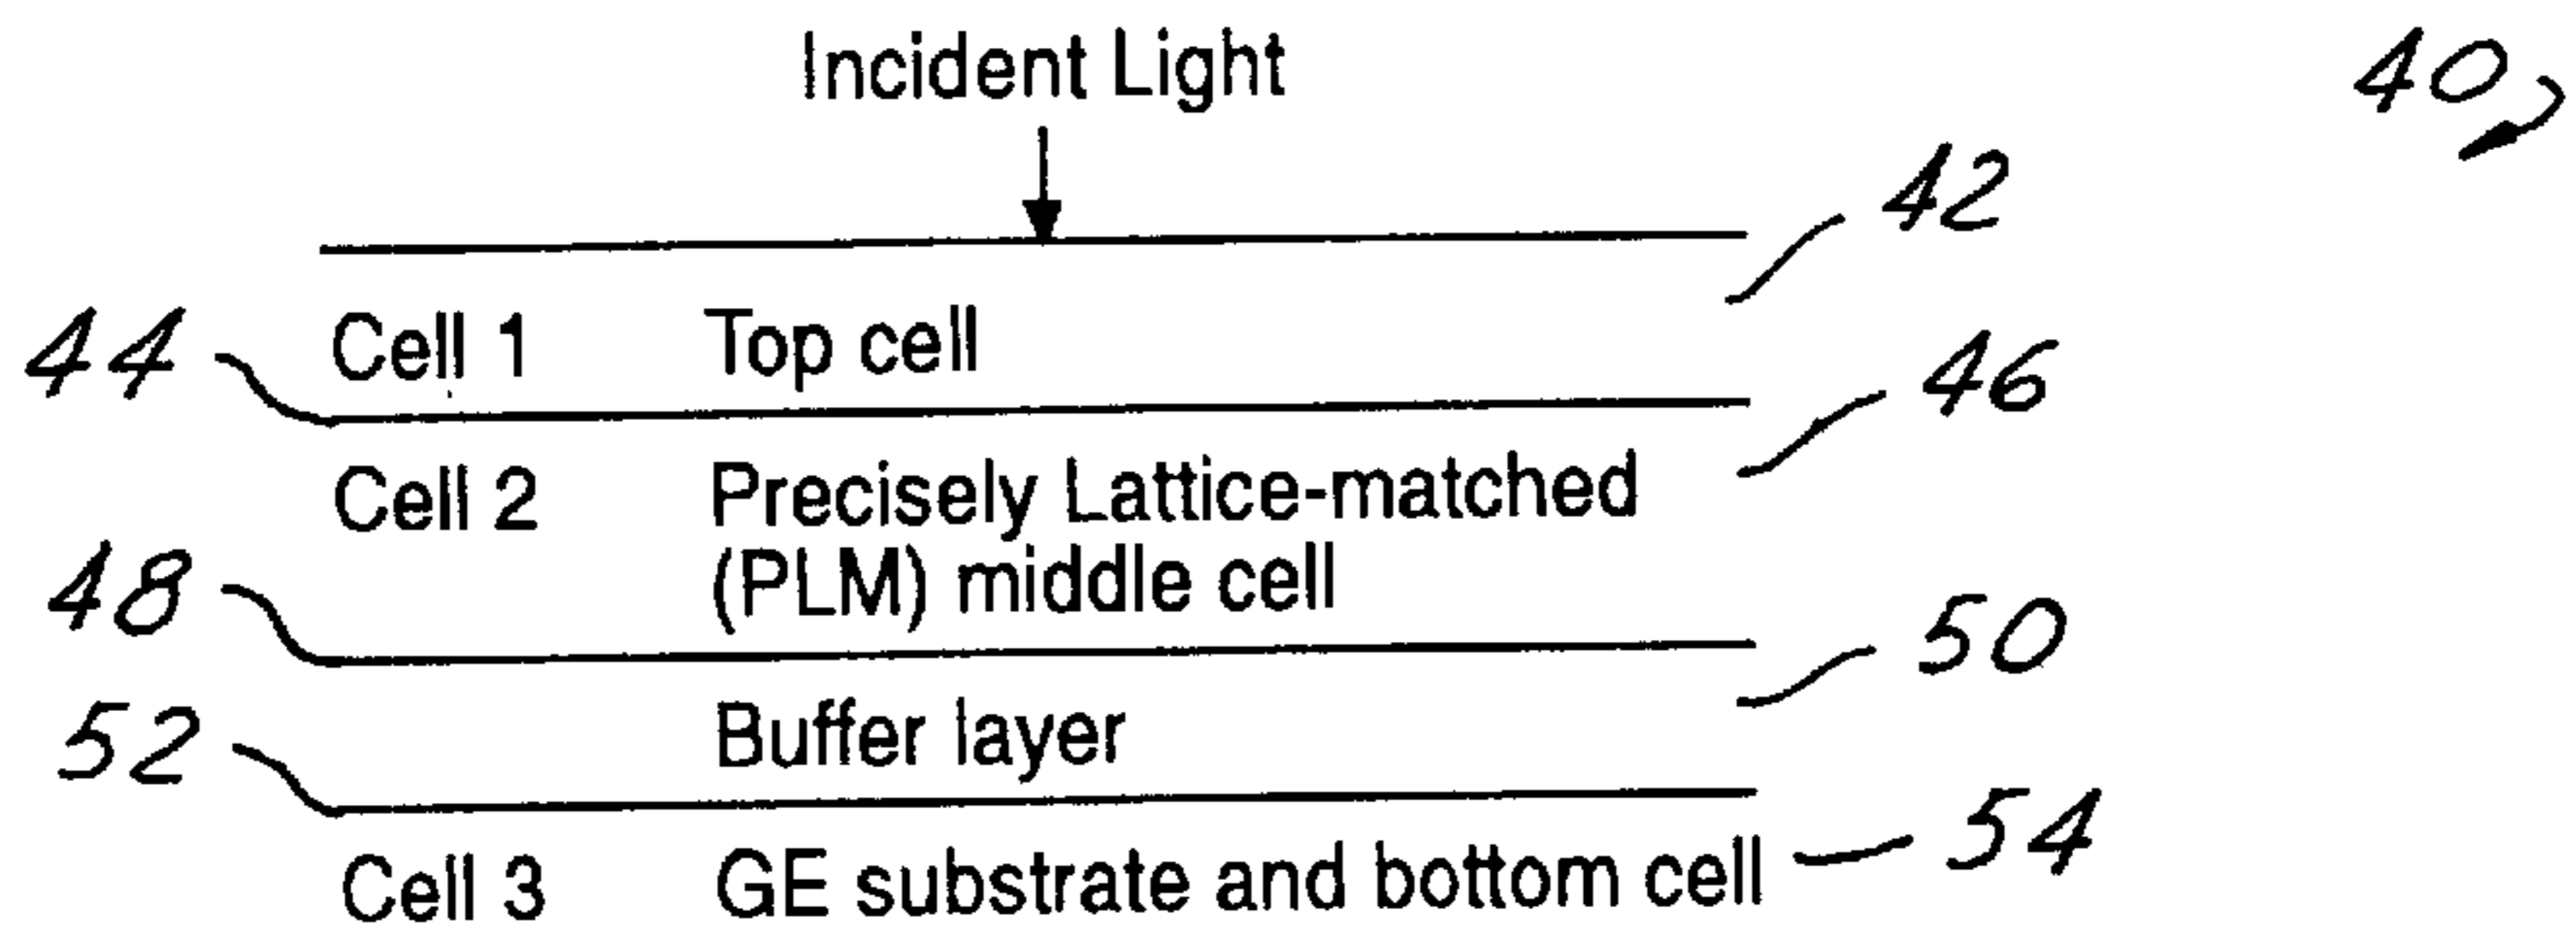 Incident Light
40
42
Cell 1 Top cell
44
46
Cell 2 Precisely Lattice-matched
(PLM) middle cell
48
50
Buffer layer
52
Cell 3 GE substrate and bottom cell
54